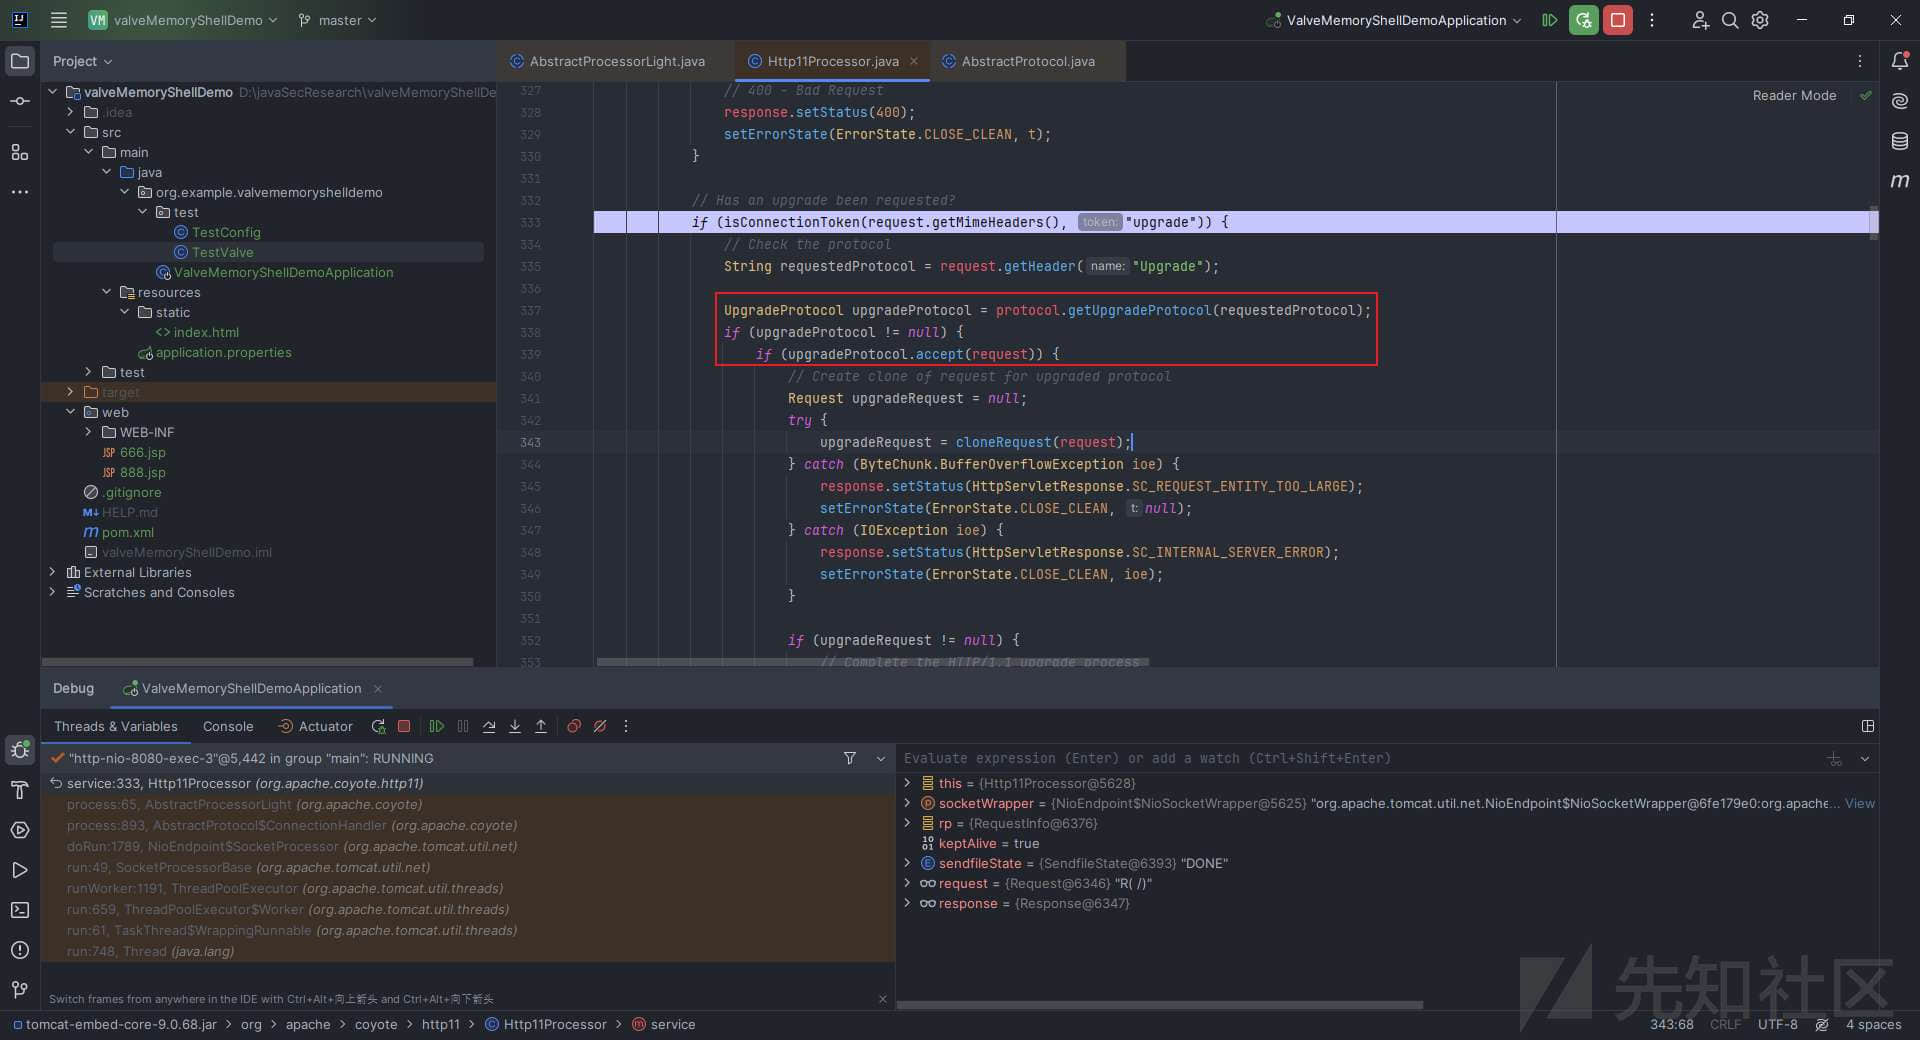 VM valveMemoryShellDemo master ValveMemoryShellDemoApplication
Project
AbstractProcessorLight.java Http11Processor.java AbstractProtocol.java
Reader Mode
valveMemoryShellDemo D:\javaSecResearch\valveMemoryShellDe
.idea
src
main
java
org.example.valvememoryshelldemo
test
TestConfig
TestValve
ValveMemoryShellDemoApplication
resources
static
index.html
application.properties
test
target
web
WEB-INF
JSP 666.jsp
JSP 888.jsp
.gitignore
M↓ HELP.md
m pom.xml
valveMemoryShellDemo.iml
External Libraries
Scratches and Consoles
327 // 400 - Bad Request
328 response.setStatus(400);
329 setErrorState(ErrorState.CLOSE_CLEAN, t);
330 }
331
332 // Has an upgrade been requested?
333 if (isConnectionToken(request.getMimeHeaders(), token: "upgrade")) {
334 // Check the protocol
335 String requestedProtocol = request.getHeader( name: "Upgrade");
336
337 UpgradeProtocol upgradeProtocol = protocol.getUpgradeProtocol(requestedProtocol);
338 if (upgradeProtocol != null) {
339 if (upgradeProtocol.accept(request)) {
340 // Create clone of request for upgraded protocol
341 Request upgradeRequest = null;
342 try {
343 upgradeRequest = cloneRequest(request);
344 } catch (ByteChunk.BufferOverflowException ioe) {
345 response.setStatus(HttpServletResponse.SC_REQUEST_ENTITY_TOO_LARGE);
346 setErrorState(ErrorState.CLOSE_CLEAN, t: null);
347 } catch (IOException ioe) {
348 response.setStatus(HttpServletResponse.SC_INTERNAL_SERVER_ERROR);
349 setErrorState(ErrorState.CLOSE_CLEAN, ioe);
350 }
351
352 if (upgradeRequest != null) {
353 // Complete the HTTP/1.1 upgrade process
Debug ValveMemoryShellDemoApplication
Threads & Variables Console Actuator
"http-nio-8080-exec-3"@5,442 in group "main": RUNNING
service:333, Http11Processor (org.apache.coyote.http11)
process:65, AbstractProcessorLight (org.apache.coyote)
process:893, AbstractProtocol$ConnectionHandler (org.apache.coyote)
doRun:1789, NioEndpoint$SocketProcessor (org.apache.tomcat.util.net)
run:49, SocketProcessorBase (org.apache.tomcat.util.net)
runWorker:1191, ThreadPoolExecutor (org.apache.tomcat.util.threads)
run:659, ThreadPoolExecutor$Worker (org.apache.tomcat.util.threads)
run:61, TaskThread$WrappingRunnable (org.apache.tomcat.util.threads)
run:748, Thread (java.lang)
Switch frames from anywhere in the IDE with Ctrl+Alt+向上箭头 and Ctrl+Alt+向下箭头
Evaluate expression (Enter) or add a watch (Ctrl+Shift+Enter)
this = {Http11Processor@5628}
socketWrapper = {NioEndpoint$NioSocketWrapper@5625} "org.apache.tomcat.util.net.NioEndpoint$NioSocketWrapper@6fe179e0:org.apache... View
rp = {RequestInfo@6376}
keptAlive = true
sendfileState = {SendfileState@6393} "DONE"
request = {Request@6346} "R( /)"
response = {Response@6347}
先知社区
tomcat-embed-core-9.0.68.jar > org > apache > coyote > http11 > Http11Processor > service
343:68 CRLF UTF-8 4 spaces